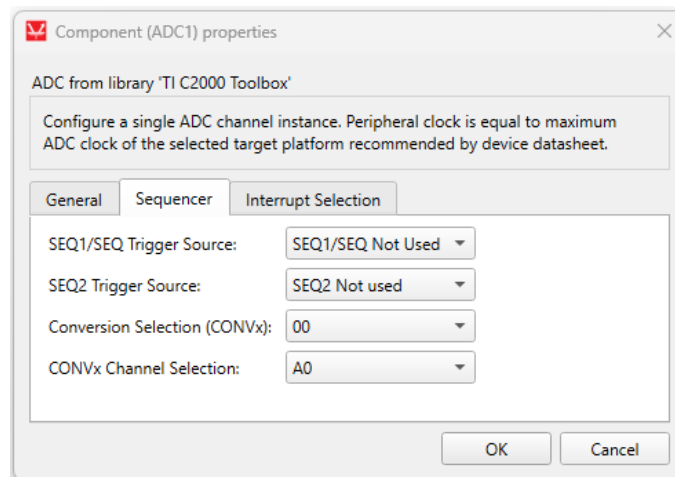 Component (ADC1) properties
ADC from library 'TI C2000 Toolbox'
Configure a single ADC channel instance. Peripheral clock is equal to maximum
ADC clock of the selected target platform recommended by device datasheet.
General Sequencer Interrupt Selection
SEQ1/SEQ Trigger Source: SEQ1/SEQ Not Used
SEQ2 Trigger Source: SEQ2 Not used
Conversion Selection (CONVx): 00
CONVx Channel Selection: A0
OK Cancel